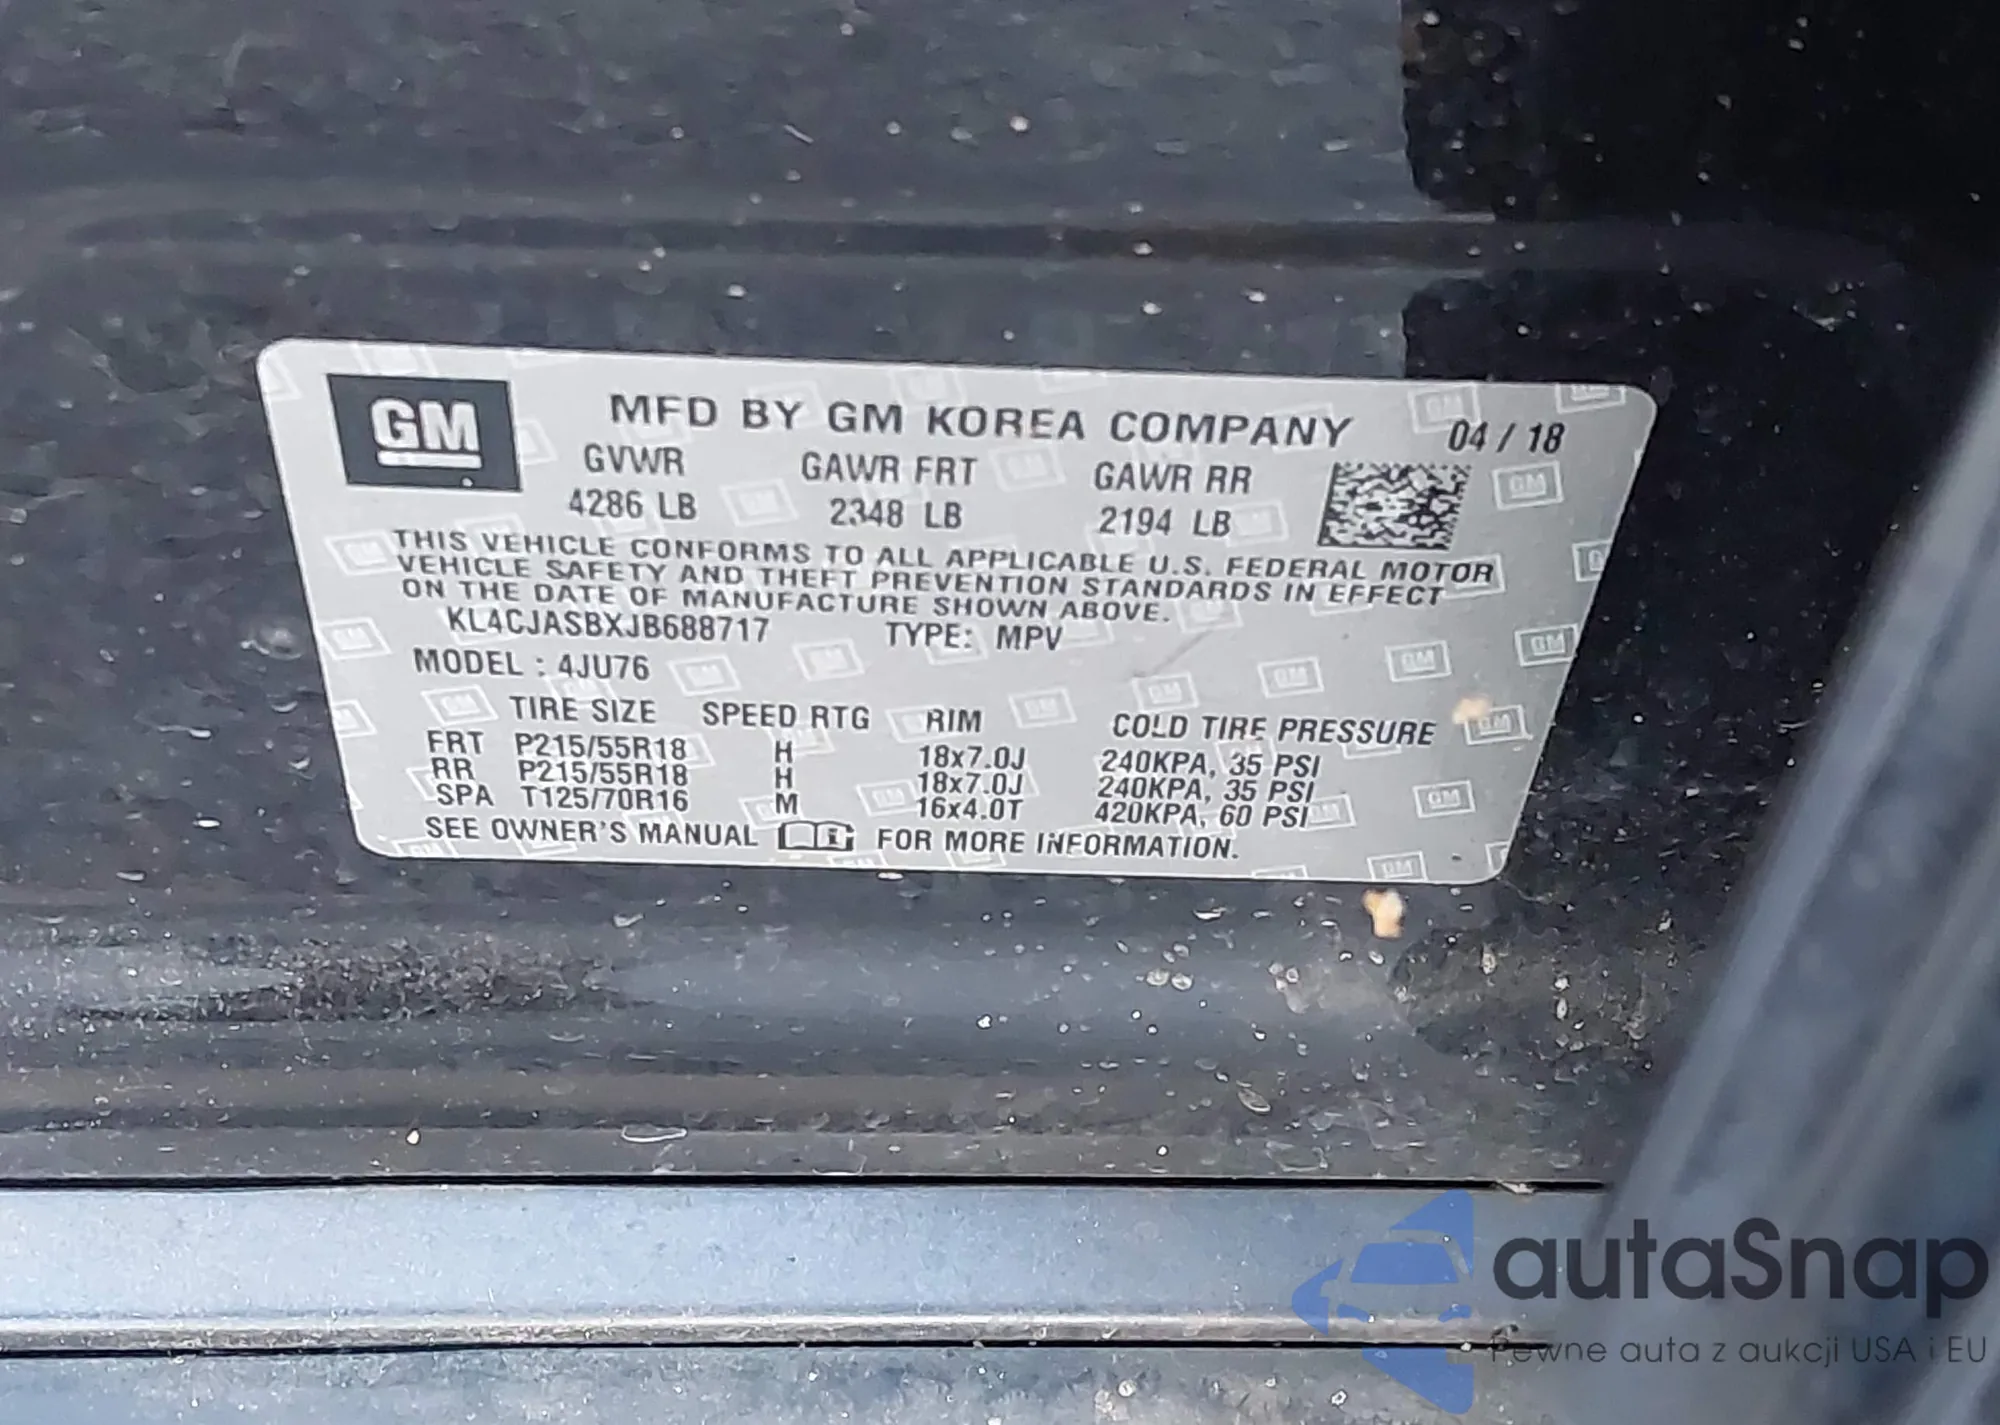 GM
MFD BY GM KOREA COMPANY 04 / 18
GVWR GAWR FRT GAWR RR
4286 LB 2348 LB 2194 LB
THIS VEHICLE CONFORMS TO ALL APPLICABLE U.S. FEDERAL MOTOR
VEHICLE SAFETY AND THEFT PREVENTION STANDARDS IN EFFECT
ON THE DATE OF MANUFACTURE SHOWN ABOVE.
KL4CJASBXJB688717 TYPE: MPV
MODEL : 4JU76
TIRE SIZE SPEED RTG RIM COLD TIRE PRESSURE
FRT P215/55R18 H 18x7.0J 240KPA, 35 PSI
RR P215/55R18 H 18x7.0J 240KPA, 35 PSI
SPA T125/70R16 M 16x4.0T 420KPA, 60 PSI
SEE OWNER'S MANUAL i FOR MORE INFORMATION.
autaSnap
Pewne auta z aukcji USA i EU